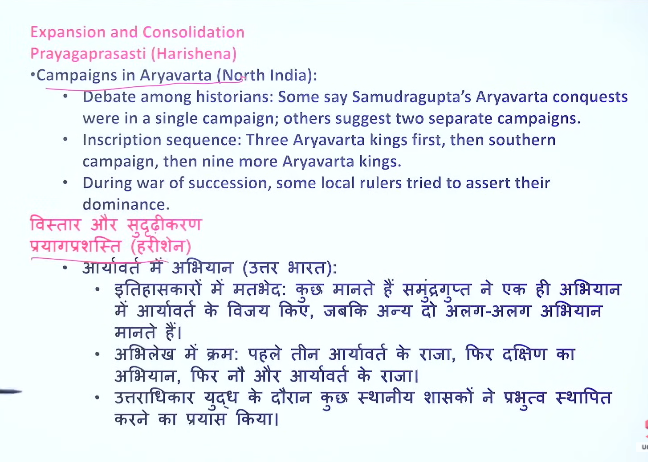 Expansion and Consolidation
Prayagaprasasti (Harishena)
•Campaigns in Aryavarta (North India):
• Debate among historians: Some say Samudragupta's Aryavarta conquests
were in a single campaign; others suggest two separate campaigns.
• Inscription sequence: Three Aryavarta kings first, then southern
campaign, then nine more Aryavarta kings.
• During war of succession, some local rulers tried to assert their
dominance.
विस्तार और सुदृढ़ीकरण
प्रयागप्रशस्ति (हरीशेन)
• आर्यावर्त में अभियान (उत्तर भारत):
• इतिहासकारों में मतभेद: कुछ मानते हैं समुंद्रगुप्त ने एक ही अभियान
में आर्यावर्त के विजय किए, जबकि अन्य दो अलग-अलग अभियान
मानते हैं।
• अभिलेख में क्रम: पहले तीन आर्यावर्त के राजा, फिर दक्षिण का
अभियान, फिर नौ और आर्यावर्त के राजा।
• उत्तराधिकार युद्ध के दौरान कुछ स्थानीय शासकों ने प्रभुत्व स्थापित
करने का प्रयास किया।